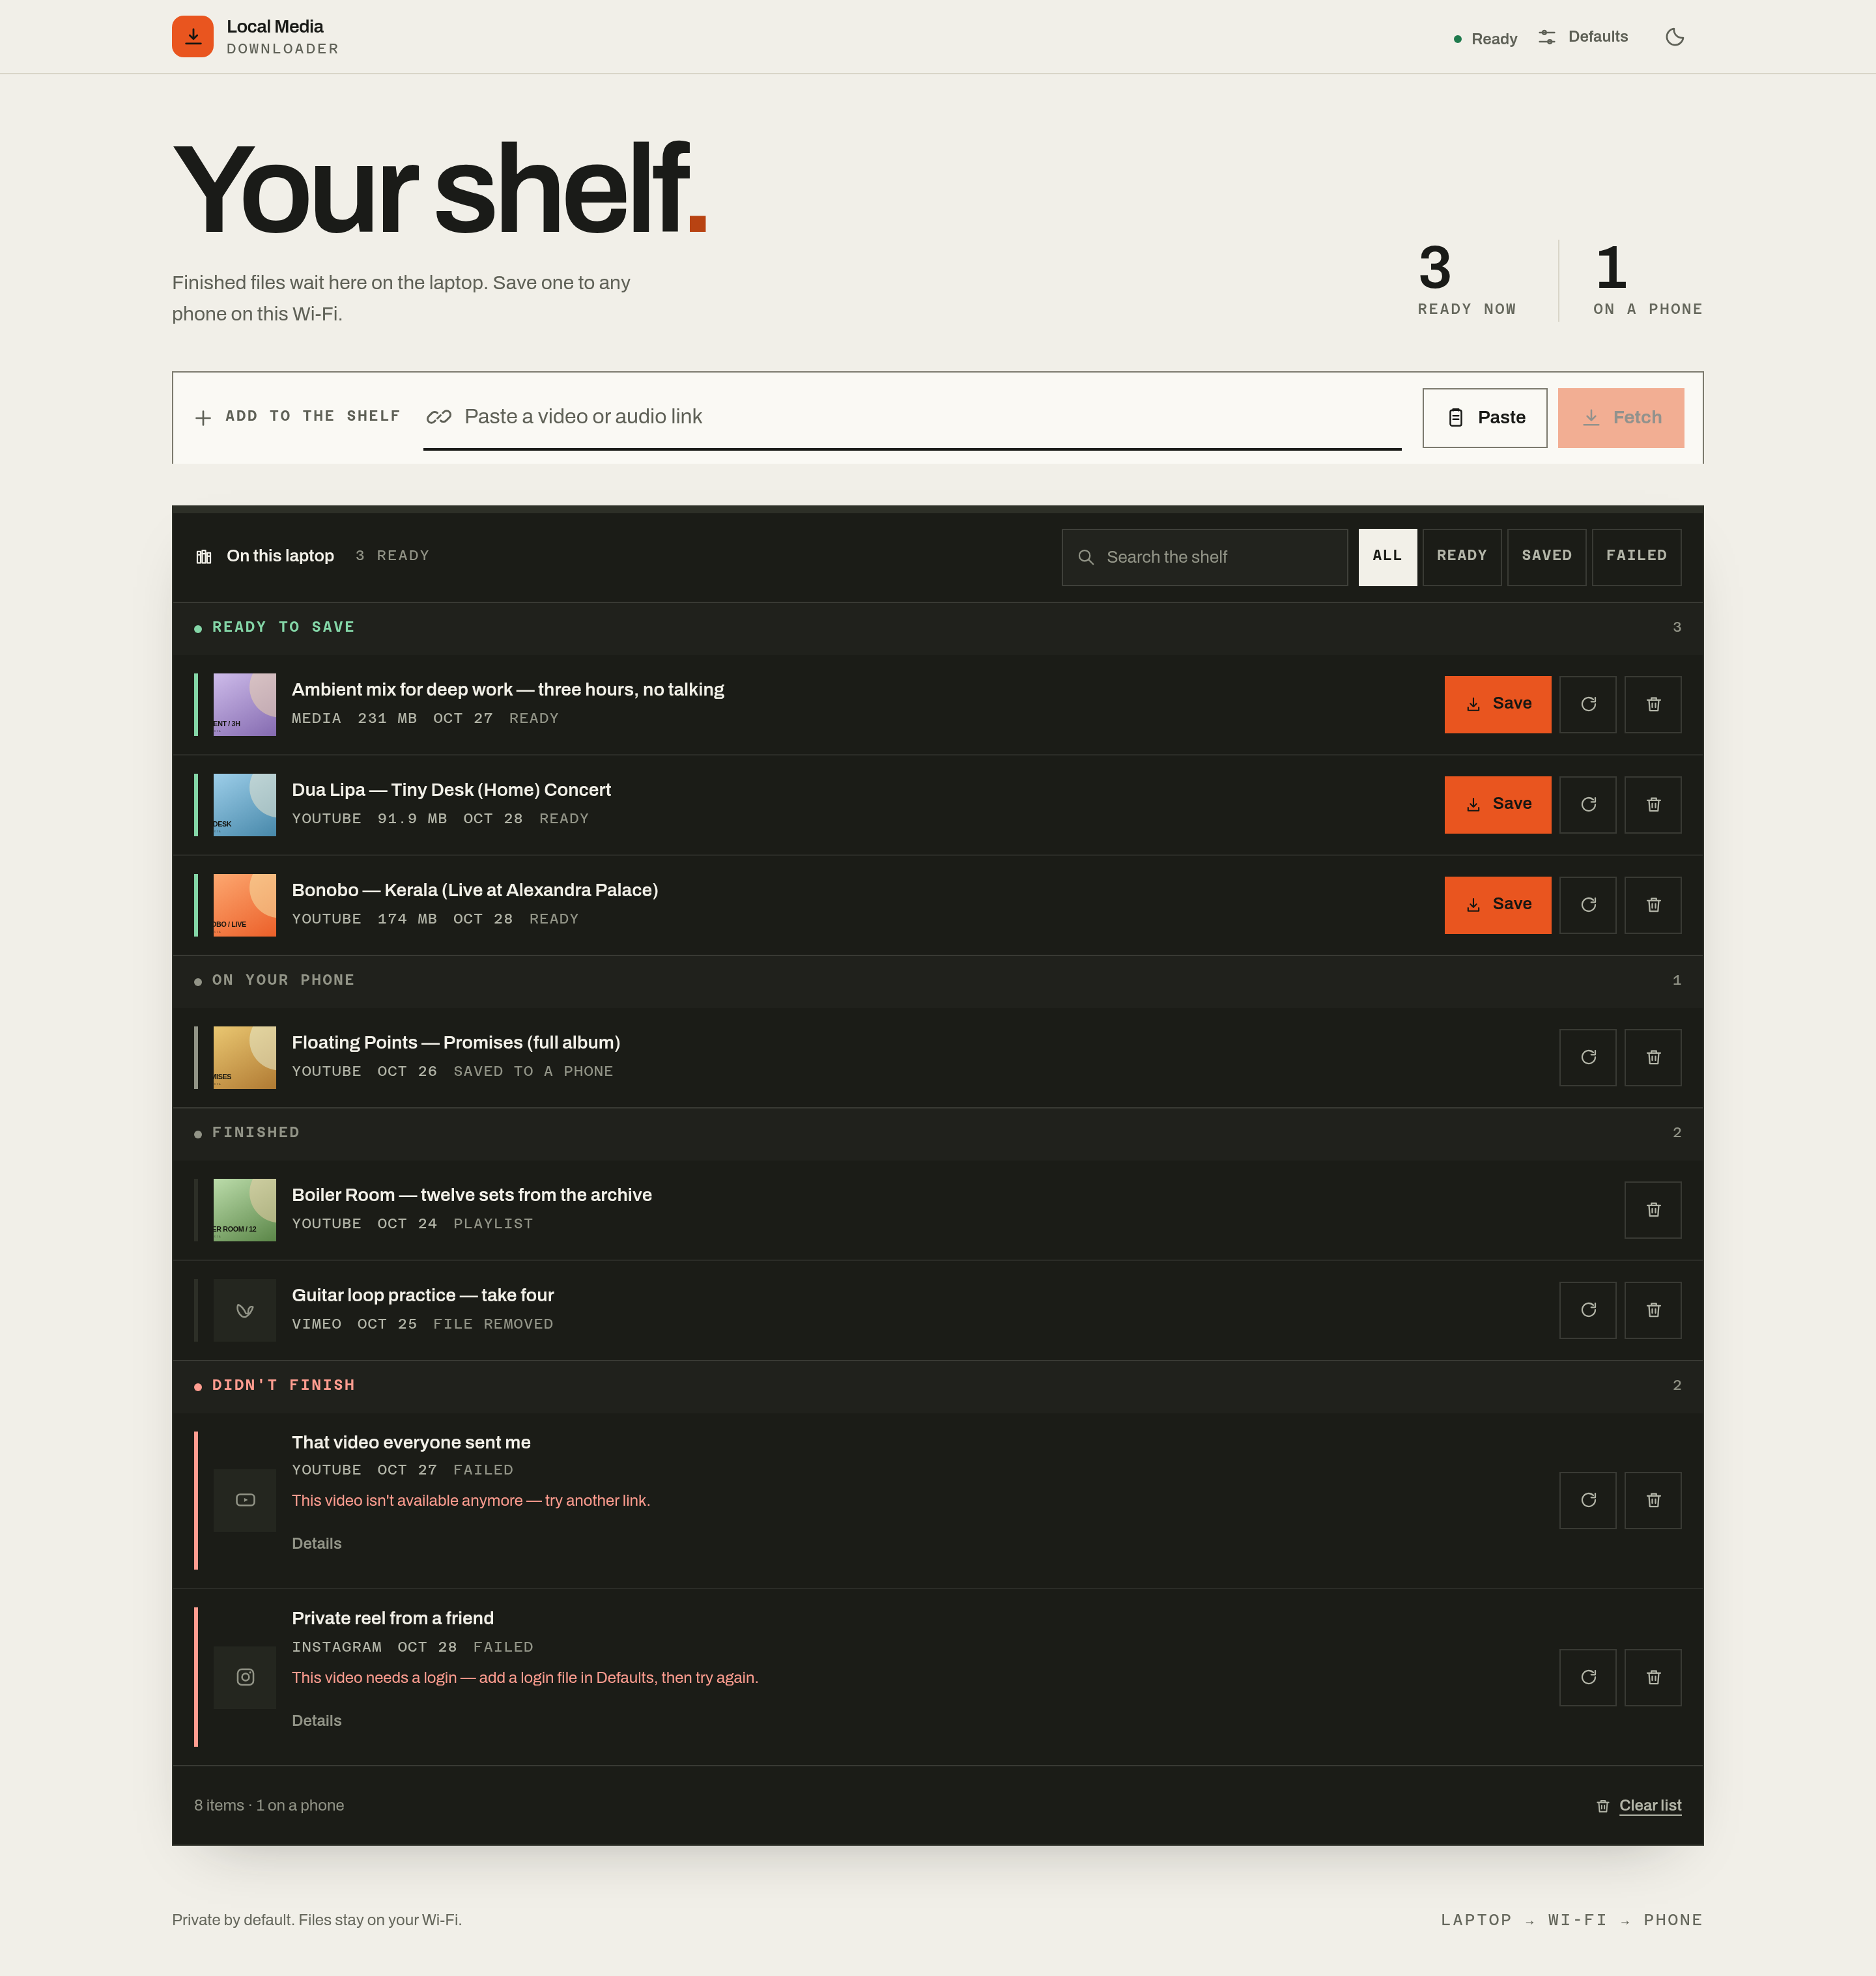 Local Media
DOWNLOADER
Ready
Defaults
Your shelf.
Finished files wait here on the laptop. Save one to any
phone on this Wi-Fi.
3
READY NOW
1
ON A PHONE
ADD TO THE SHELF
Paste a video or audio link
Paste
Fetch
On this laptop
3 READY
Search the shelf
ALL
READY
SAVED
FAILED
READY TO SAVE
3
ENT / 3H
Ambient mix for deep work — three hours, no talking
MEDIA 231 MB OCT 27 READY
Save
DESK
Dua Lipa — Tiny Desk (Home) Concert
YOUTUBE 91.9 MB OCT 28 READY
Save
OBO / LIVE
Bonobo — Kerala (Live at Alexandra Palace)
YOUTUBE 174 MB OCT 28 READY
Save
ON YOUR PHONE
1
MISES
Floating Points — Promises (full album)
YOUTUBE OCT 26 SAVED TO A PHONE
FINISHED
2
ER ROOM / 12
Boiler Room — twelve sets from the archive
YOUTUBE OCT 24 PLAYLIST
Guitar loop practice — take four
VIMEO OCT 25 FILE REMOVED
DIDN'T FINISH
2
That video everyone sent me
YOUTUBE OCT 27 FAILED
This video isn't available anymore — try another link.
Details
Private reel from a friend
INSTAGRAM OCT 28 FAILED
This video needs a login — add a login file in Defaults, then try again.
Details
8 items · 1 on a phone
Clear list
Private by default. Files stay on your Wi-Fi.
LAPTOP → WI-FI → PHONE